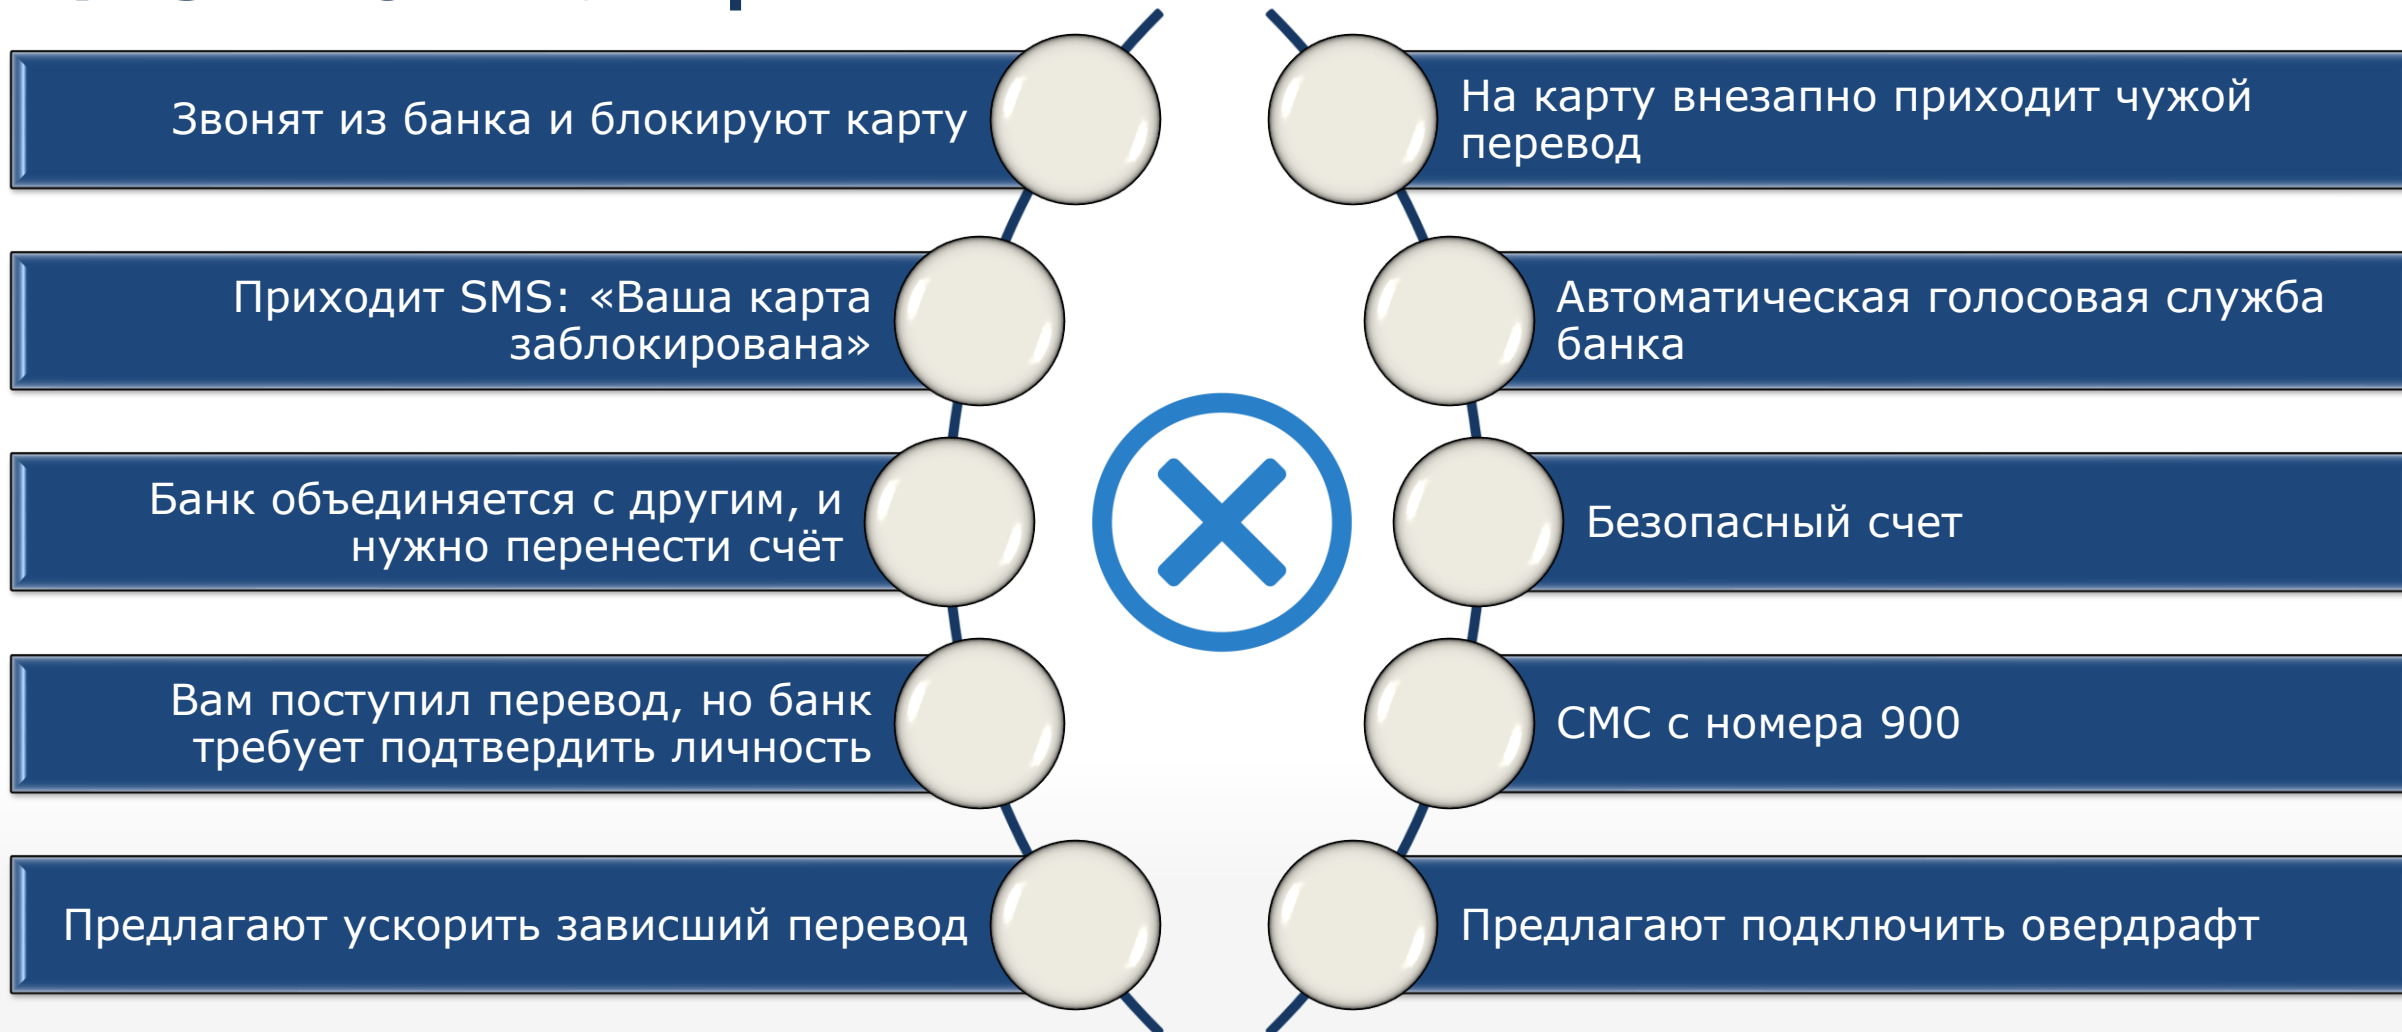 Звонят из банка и блокируют карту
Приходит SMS: «Ваша карта
заблокирована»
Банк объединяется с другим, и
нужно перенести счёт
Вам поступил перевод, но банк
требует подтвердить личность
Предлагают ускорить зависший перевод
На карту внезапно приходит чужой
перевод
Автоматическая голосовая служба
банка
Безопасный счет
СМС с номера 900
Предлагают подключить овердрафт